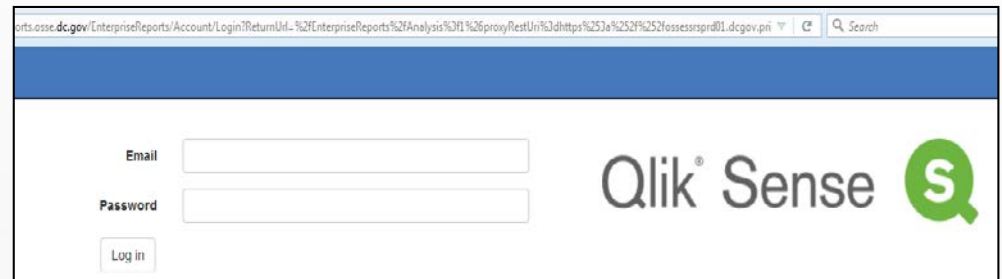 orts.osse.dc.gov/EnterpriseReports/Account/Login?ReturnUrl=%2fEnterpriseReports%2fAnalysis%3f1%26proxyRestUri%3dhttps%253a%252f%252fossessrsprd01.dcgov.pri Search
Email
Qlik® Sense S
Password
Log in